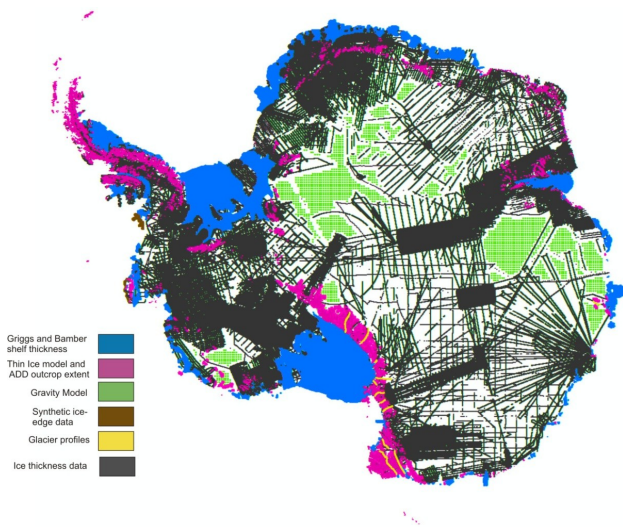 Griggs and Bamber
shelf thickness
Thin Ice model and
ADD outcrop extent
Gravity Model
Synthetic ice-
edge data
Glacier profiles
Ice thickness data